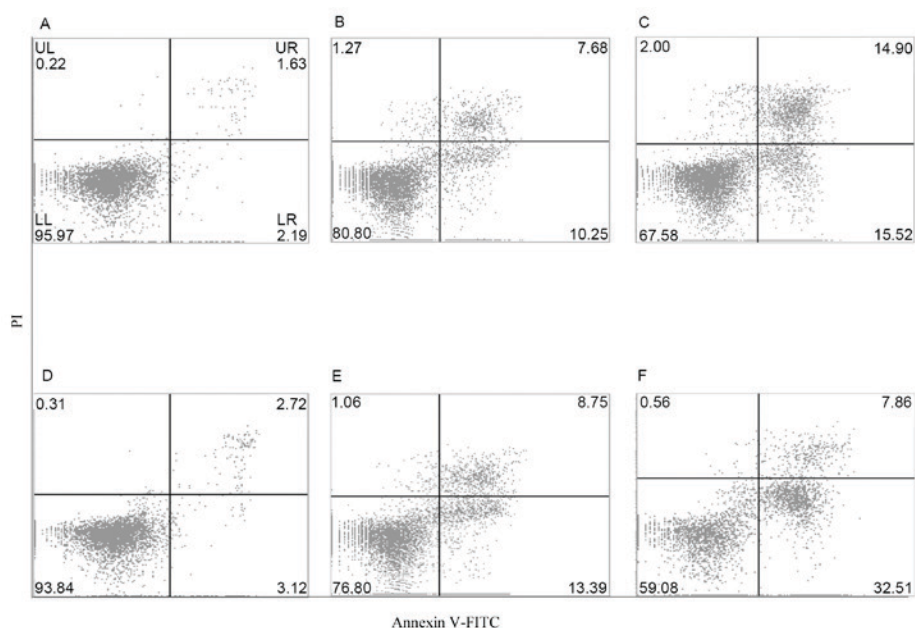 A
UL
UR
0.22
1.63
LL
LR
95.97
2.19
B
1.27
7.68
80.80
10.25
C
2.00
14.90
67.58
15.52
PI
D
0.31
2.72
93.84
3.12
E
1.06
8.75
76.80
13.39
F
0.56
7.86
59.08
32.51
Annexin V-FITC